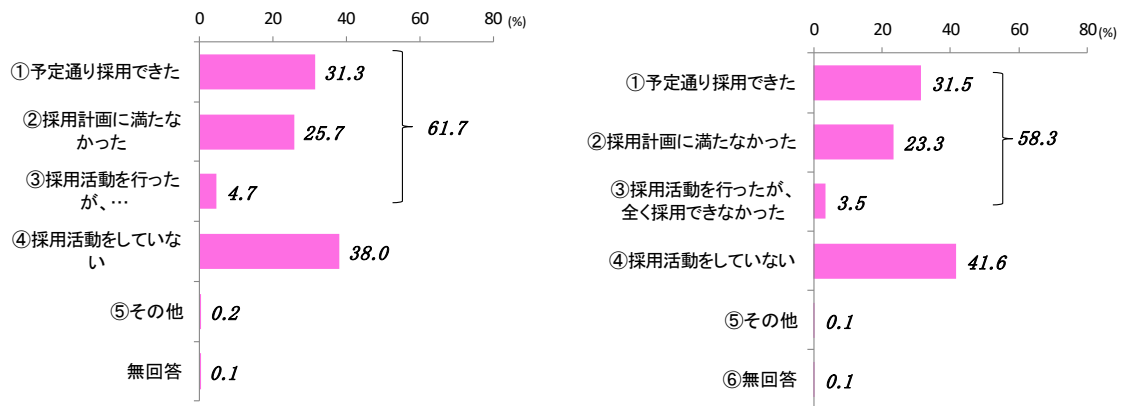 0 20 40 60 80 (%)
①予定通り採用できた 31.3
②採用計画に満たな
かった
25.7
③採用活動を行った
が、…
4.7
④採用活動をしていな
い
38.0
⑤その他 0.2
無回答 0.1
61.7
0 20 40 60 80 (%)
①予定通り採用できた 31.5
②採用計画に満たなかった 23.3
③採用活動を行ったが、
全く採用できなかった
3.5
④採用活動をしていない 41.6
⑤その他 0.1
⑥無回答 0.1
58.3